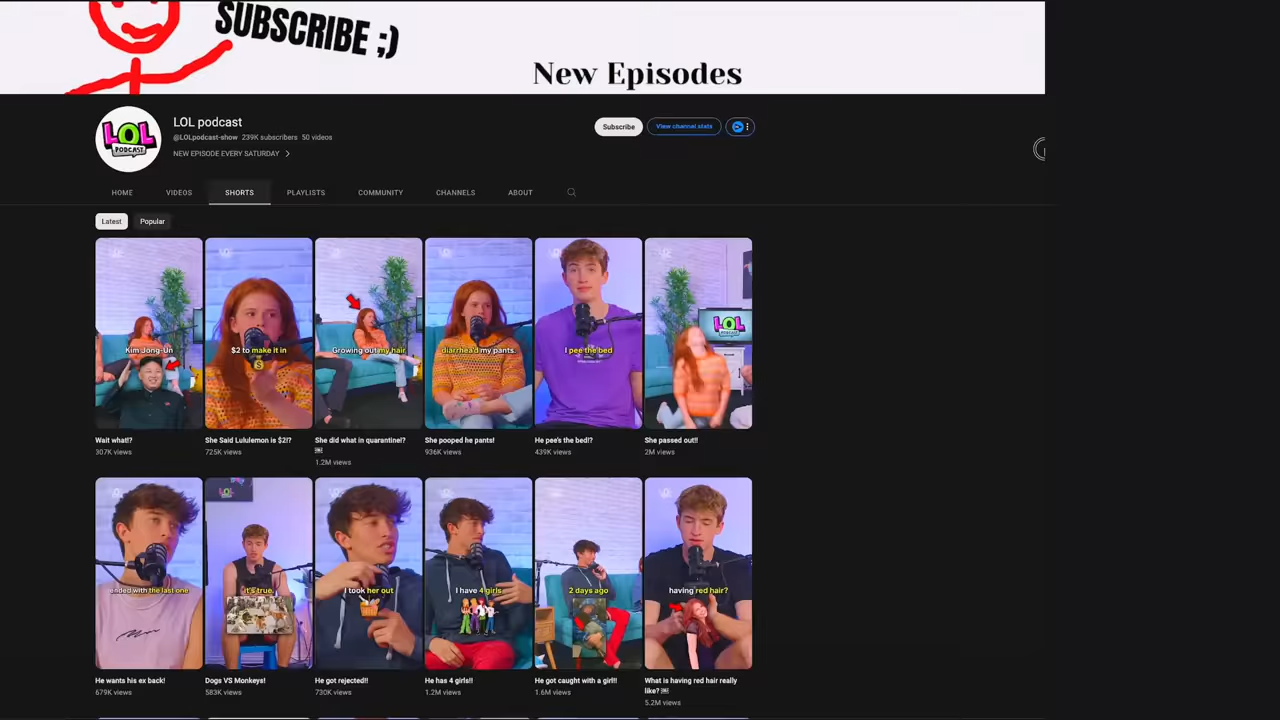 SUBSCRIBE ;)
New Episodes
LOL PODCAST
LOL podcast
@LOLpodcast-show 239K subscribers 50 videos
NEW EPISODE EVERY SATURDAY
Subscribe
View channel stats
HOME
VIDEOS
SHORTS
PLAYLISTS
COMMUNITY
CHANNELS
ABOUT
Latest
Popular
Kim Jong-Un
$2 to make it in
Growing out my hair
diarrhea'd my pants.
I pee the bed
LOL
PODCAST
Wait what!?
307K views
She Said Lululemon is $2!?
725K views
She did what in quarantine!?
1.2M views
She pooped he pants!
936K views
He pee's the bed!?
439K views
She passed out!!
2M views
ended with the last one
it's true.
I took her out
I have 4 girls
2 days ago
having red hair?
He wants his ex back!
679K views
Dogs VS Monkeys!
583K views
He got rejected!!
730K views
He has 4 girls!!
1.2M views
He got caught with a girl!!
1.6M views
What is having red hair really
like?
5.2M views